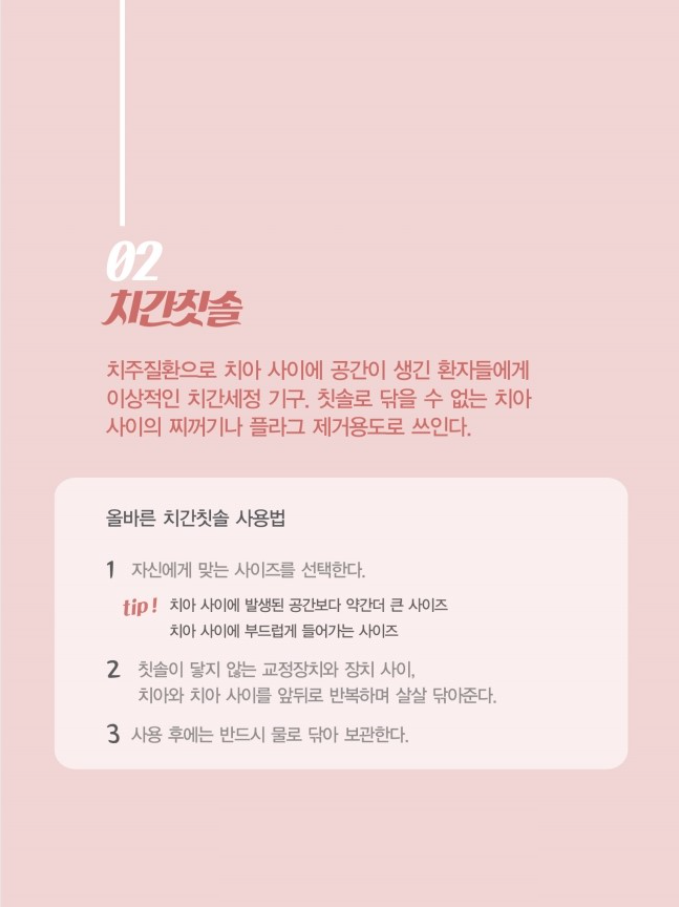 02
치간칫솔
치주질환으로 치아 사이에 공간이 생긴 환자들에게
이상적인 치간세정 기구. 칫솔로 닦을 수 없는 치아
사이의 찌꺼기나 플라그 제거용도로 쓰인다.
올바른 치간칫솔 사용법
1 자신에게 맞는 사이즈를 선택한다.
tip! 치아 사이에 발생된 공간보다 약간더 큰 사이즈
치아 사이에 부드럽게 들어가는 사이즈
2 칫솔이 닿지 않는 교정장치와 장치 사이,
치아와 치아 사이를 앞뒤로 반복하며 살살 닦아준다.
3 사용 후에는 반드시 물로 닦아 보관한다.